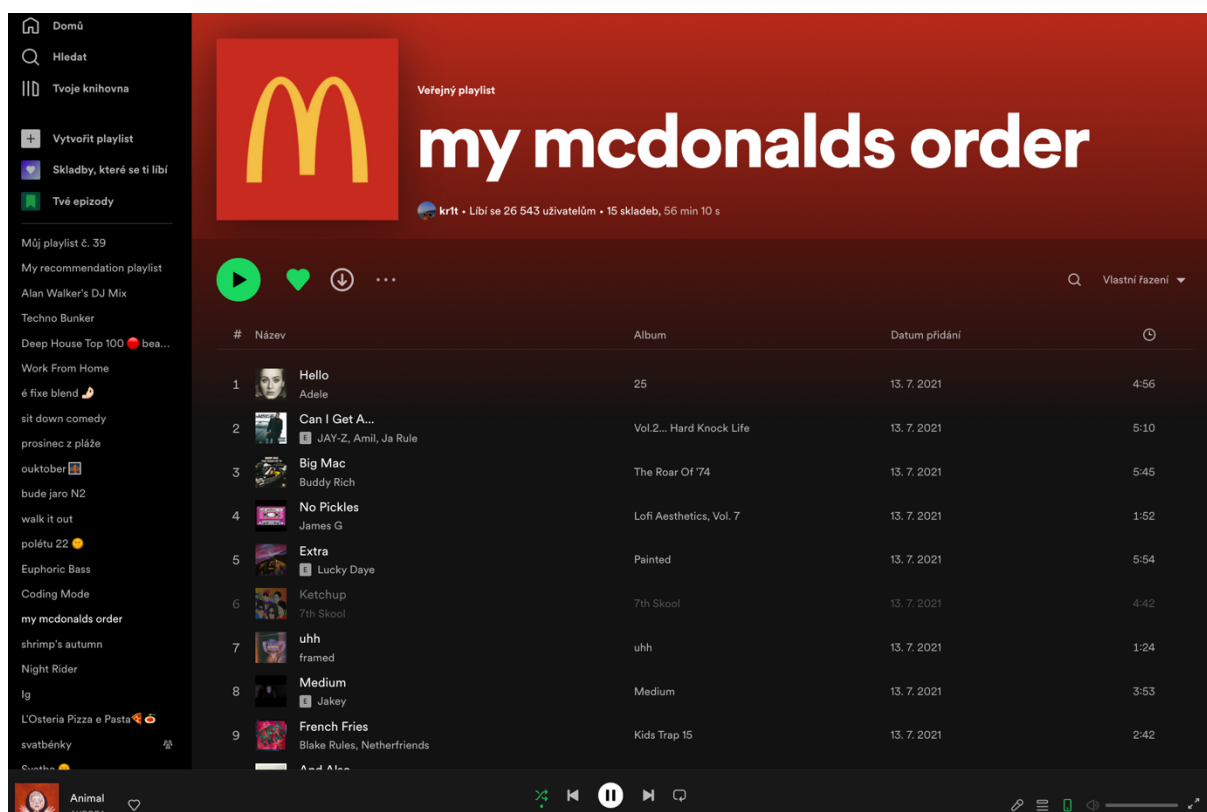 Domů
Hledat
Tvoje knihovna
Vytvořit playlist
Skladby, které se ti líbí
Tvé epizody
Můj playlist č. 39
My recommendation playlist
Alan Walker's DJ Mix
Techno Bunker
Deep House Top 100 🔴 bea...
Work From Home
é fixe blend 🤌🏻
sit down comedy
prosinec z pláže
ouktober
bude jaro N2
walk it out
polétu 22 🌞
Euphoric Bass
Coding Mode
my mcdonalds order
shrimp's autumn
Night Rider
lg
L'Osteria Pizza e Pasta🍕🍝
svatbénky
Svatba
Veřejný playlist
my mcdonalds order
kr1t • Líbí se 26 543 uživatelům • 15 skladeb, 56 min 10 s
Vlastní řazení
# Název Album Datum přidání
1 Hello 25 13. 7. 2021 4:56
Adele
2 Can I Get A... Vol.2... Hard Knock Life 13. 7. 2021 5:10
E JAY-Z, Amil, Ja Rule
3 Big Mac The Roar Of '74 13. 7. 2021 5:45
Buddy Rich
4 No Pickles Lofi Aesthetics, Vol. 7 13. 7. 2021 1:52
James G
5 Extra Painted 13. 7. 2021 5:54
E Lucky Daye
6 Ketchup 7th Skool 13. 7. 2021 4:42
7th Skool
7 uhh uhh 13. 7. 2021 1:24
framed
8 Medium Medium 13. 7. 2021 3:53
E Jakey
9 French Fries Kids Trap 15 13. 7. 2021 2:42
Blake Rules, Netherfriends
And Also
Animal
AURORA